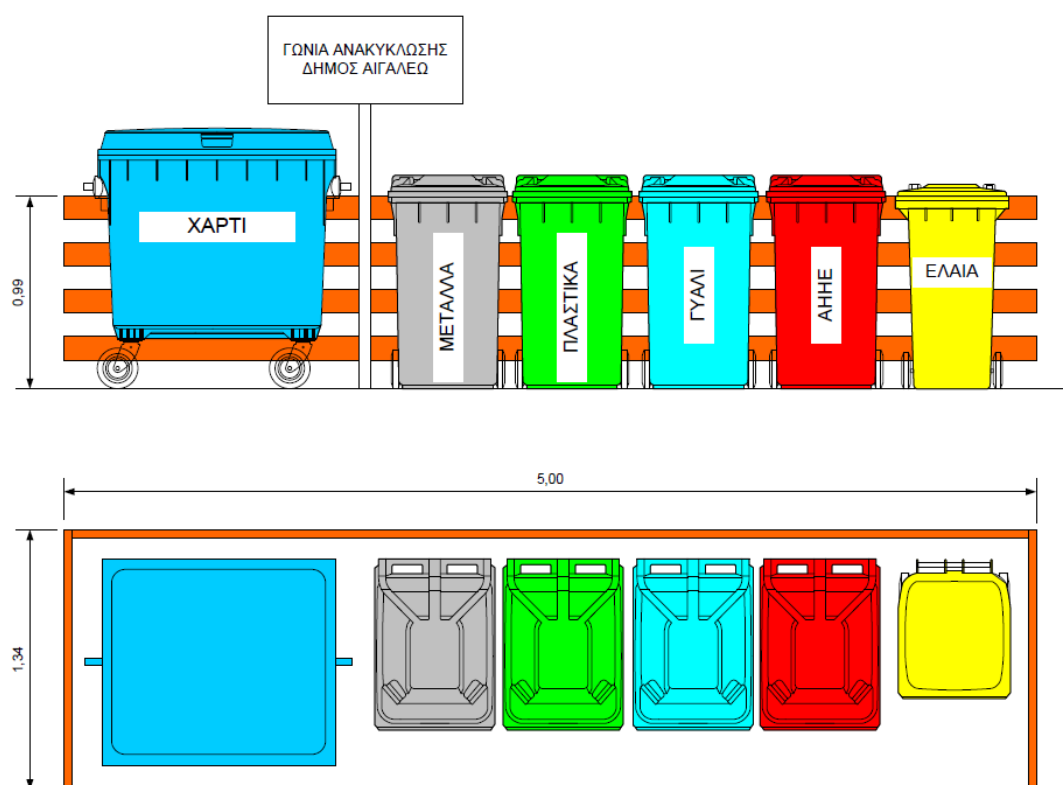 ΓΩΝΙΑ ΑΝΑΚΥΚΛΩΣΗΣ
ΔΗΜΟΣ ΑΙΓΑΛΕΩ
ΧΑΡΤΙ
ΜΕΤΑΛΛΑ
ΠΛΑΣΤΙΚΑ
ΓΥΑΛΙ
ΑΗΗΕ
ΕΛΑΙΑ
0,99
5,00
1,34